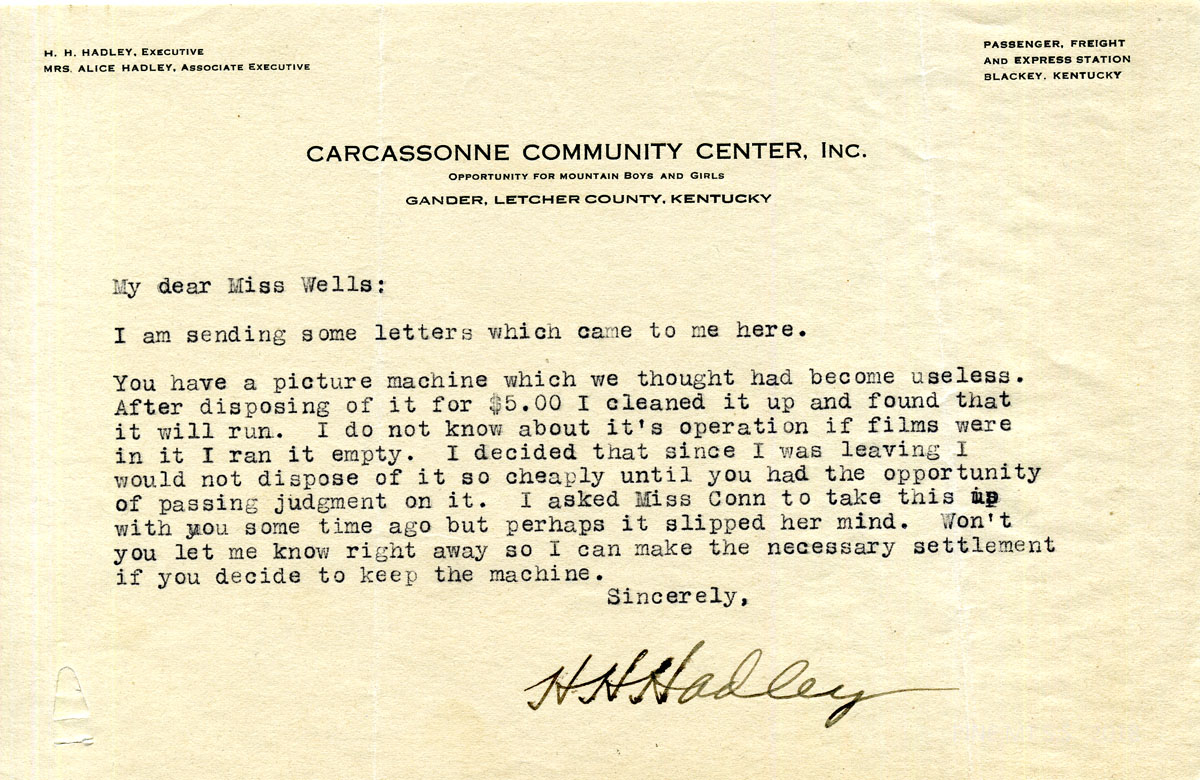 H. H. HADLEY, EXECUTIVE
MRS. ALICE HADLEY, ASSOCIATE EXECUTIVE
PASSENGER, FREIGHT
AND EXPRESS STATION
BLACKEY, KENTUCKY
CARCASSONNE COMMUNITY CENTER, INC.
OPPORTUNITY FOR MOUNTAIN BOYS AND GIRLS
GANDER, LETCHER COUNTY, KENTUCKY
My dear Miss Wells:
I am sending some letters which came to me here.
You have a picture machine which we thought had become useless.
After disposing of it for $5.00 I cleaned it up and found that
it will run.  I do not know about it's operation if films were
in it I ran it empty.  I decided that since I was leaving I
would not dispose of it so cheaply until you had the opportunity
of passing judgment on it.  I asked Miss Conn to take this up
with you some time ago but perhaps it slipped her mind.  Won't
you let me know right away so I can make the necessary settlement
if you decide to keep the machine.
Sincerely,
H H Hadley